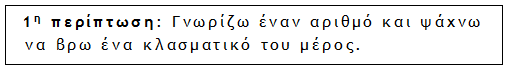 1η περίπτωση: Γνωρίζω έναν αριθμό και ψάχνω
να βρω ένα κλασματικό του μέρος.